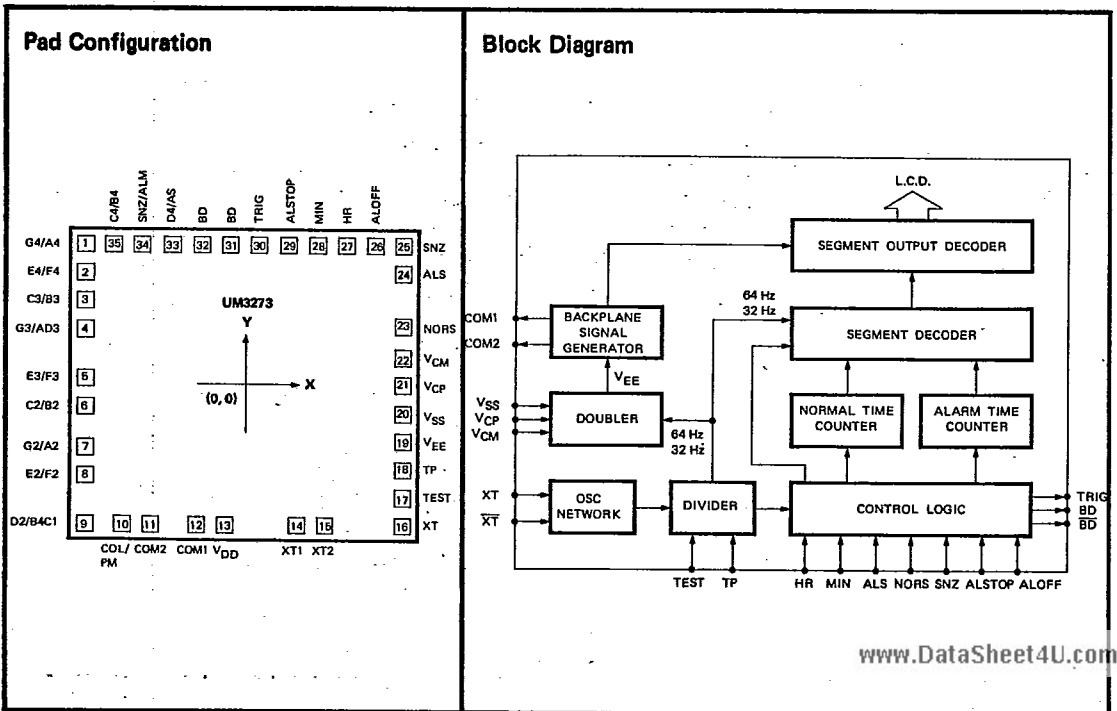 Pad Configuration
C4/B4
SNZ/ALM
D4/AS
BD
BD
TRIG
ALSTOP
MIN
HR
ALOFF
G4/A4 1 35 34 33 32 31 30 29 28 27 26 25 SNZ
E4/F4 2 24 ALS
C3/B3 3
UM3273
G3/AD3 4 23 NORS
Y
22 VCM
E3/F3 5 X 21 VCP
(0, 0)
C2/B2 6 20 VSS
G2/A2 7 19 VEE
E2/F2 8 18 TP
17 TEST
D2/B4C1 9 10 11 12 13 14 15 16 XT
COL/PM COM2 COM1 VDD XT1 XT2
Block Diagram
L.C.D.
SEGMENT OUTPUT DECODER
64 Hz
32 Hz
COM1
COM2
BACKPLANE
SIGNAL
GENERATOR
SEGMENT DECODER
VEE
VSS
VCP
VCM
DOUBLER
64 Hz
32 Hz
NORMAL TIME
COUNTER
ALARM TIME
COUNTER
XT
X̅T̅
OSC
NETWORK
DIVIDER
CONTROL LOGIC
TRIG
BD
B̅D̅
TEST TP HR MIN ALS NORS SNZ ALSTOP ALOFF
www.DataSheet4U.com